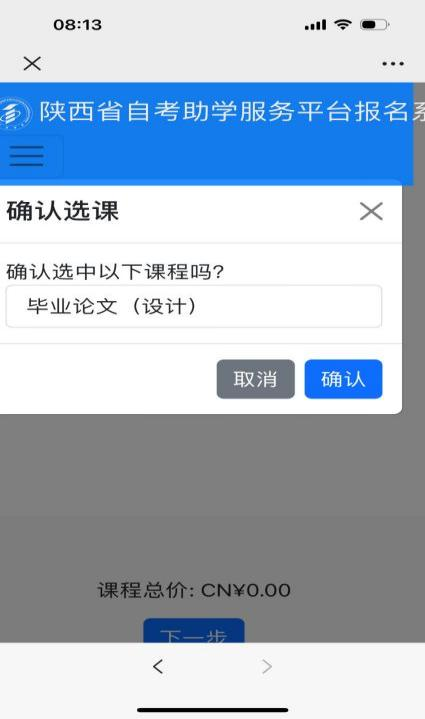 08:13
陕西省自考助学服务平台报名系
确认选课
确认选中以下课程吗?
毕业论文（设计）
取消
确认
课程总价: CN¥0.00
下一步